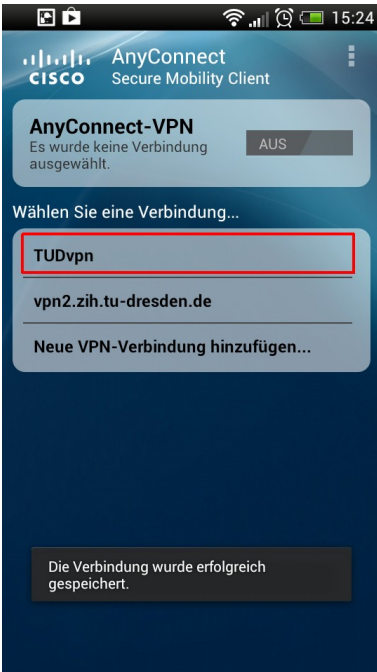 15:24
CISCO
AnyConnect
Secure Mobility Client
AnyConnect-VPN
Es wurde keine Verbindung
ausgewählt.
AUS
Wählen Sie eine Verbindung...
TUDvpn
vpn2.zih.tu-dresden.de
Neue VPN-Verbindung hinzufügen...
Die Verbindung wurde erfolgreich
gespeichert.